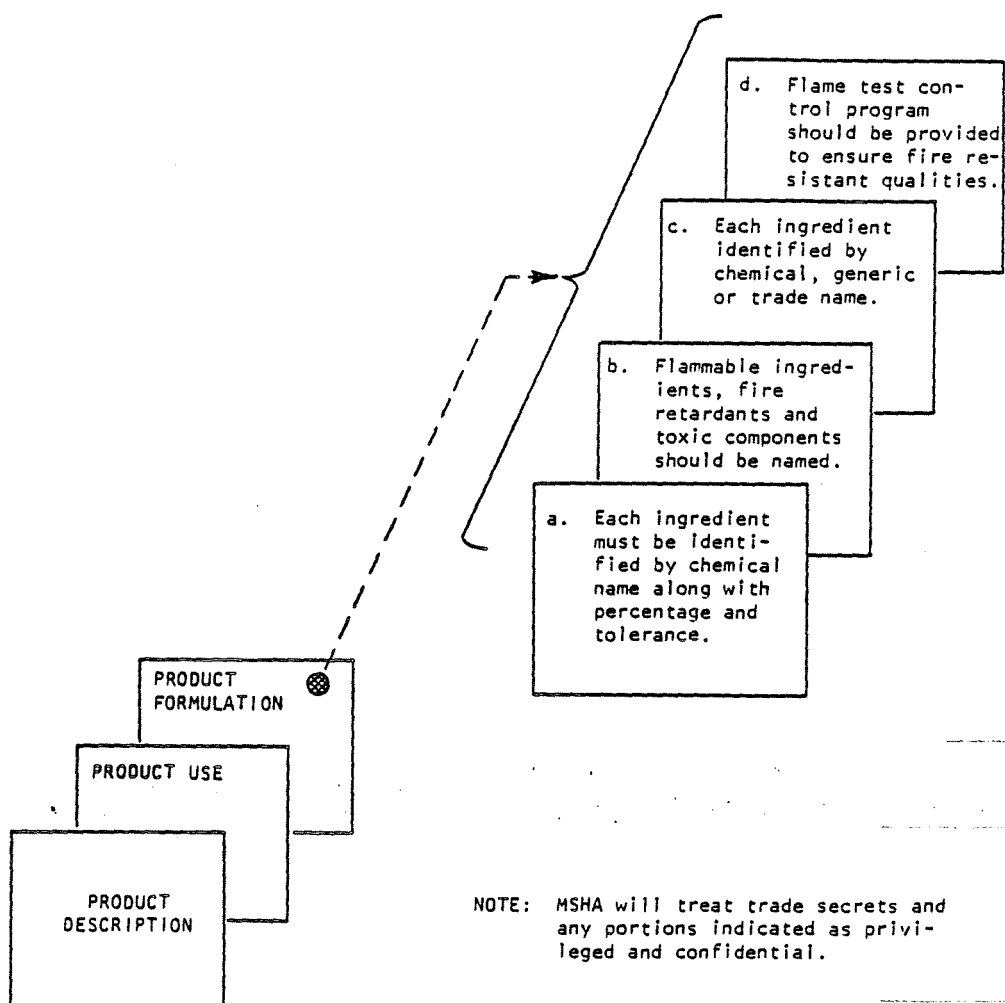 d. Flame test con-
trol program
should be provided
to ensure fire re-
sistant qualities.
c. Each ingredient
identified by
chemical, generic
or trade name.
b. Flammable ingred-
ients, fire
retardants and
toxic components
should be named.
a. Each ingredient
must be identi-
fied by chemical
name along with
percentage and
tolerance.
PRODUCT
FORMULATION
PRODUCT USE
PRODUCT
DESCRIPTION
NOTE: MSHA will treat trade secrets and
any portions indicated as privi-
leged and confidential.